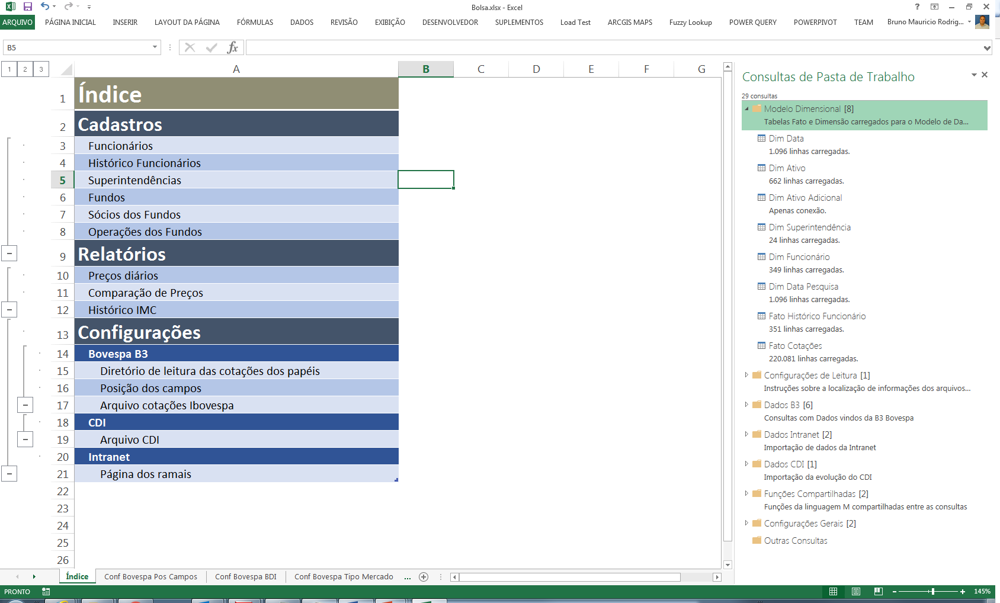 Bolsa.xlsx - Excel
ARQUIVO PÁGINA INICIAL INSERIR LAYOUT DA PÁGINA FÓRMULAS DADOS REVISÃO EXIBIÇÃO DESENVOLVEDOR SUPLEMENTOS Load Test ARCGIS MAPS Fuzzy Lookup POWER QUERY POWERPIVOT TEAM Bruno Mauricio Rodrig...
B5 fx
1 2 3
A B C D E F G
1 Índice
2 Cadastros
3 Funcionários
4 Histórico Funcionários
5 Superintendências
6 Fundos
7 Sócios dos Fundos
8 Operações dos Fundos
9 Relatórios
10 Preços diários
11 Comparação de Preços
12 Histórico IMC
13 Configurações
14 Bovespa B3
15 Diretório de leitura das cotações dos papéis
16 Posição dos campos
17 Arquivo cotações Ibovespa
18 CDI
19 Arquivo CDI
20 Intranet
21 Página dos ramais
22
23
24
25
26
Consultas de Pasta de Trabalho
29 consultas
Modelo Dimensional [8]
Tabelas Fato e Dimensão carregados para o Modelo de Da...
Dim Data
1.096 linhas carregadas.
Dim Ativo
662 linhas carregadas.
Dim Ativo Adicional
Apenas conexão.
Dim Superintendência
24 linhas carregadas.
Dim Funcionário
349 linhas carregadas.
Dim Data Pesquisa
1.096 linhas carregadas.
Fato Histórico Funcionário
351 linhas carregadas.
Fato Cotações
220.081 linhas carregadas.
Configurações de Leitura [1]
Instruções sobre a localização de informações dos arquivos...
Dados B3 [6]
Consultas com Dados vindos da B3 Bovespa
Dados Intranet [2]
Importação de dados da Intranet
Dados CDI [1]
Importação da evolução do CDI
Funções Compartilhadas [2]
Funções da linguagem M compartilhadas entre as consultas
Configurações Gerais [2]
Outras Consultas
Índice Conf Bovespa Pos Campos Conf Bovespa BDI Conf Bovespa Tipo Mercado ...
PRONTO 145%